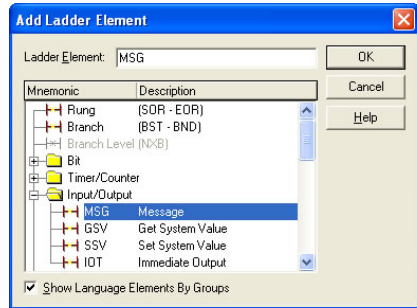 Add Ladder Element
Ladder Element: MSG
OK
Cancel
Help
Mnemonic Description
Rung (SOR - EOR)
Branch (BST - BND)
Branch Level (NXB)
Bit
Timer/Counter
Input/Output
MSG Message
GSV Get System Value
SSV Set System Value
IOT Immediate Output
Show Language Elements By Groups